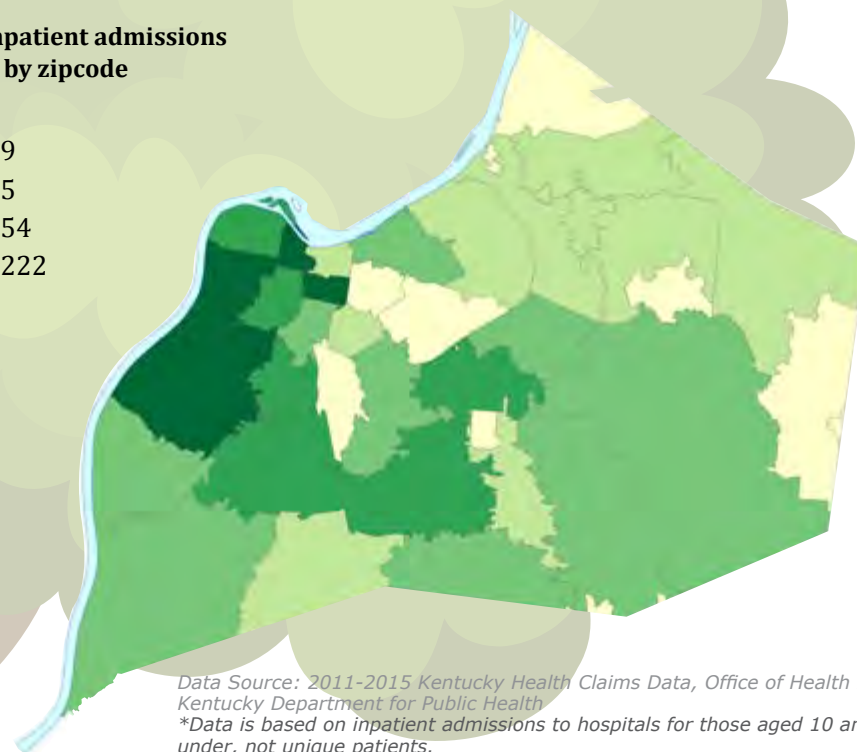 npatient admissions
by zipcode
9
5
54
222
Data Source: 2011-2015 Kentucky Health Claims Data, Office of Health
Kentucky Department for Public Health
*Data is based on inpatient admissions to hospitals for those aged 10 an
under, not unique patients.